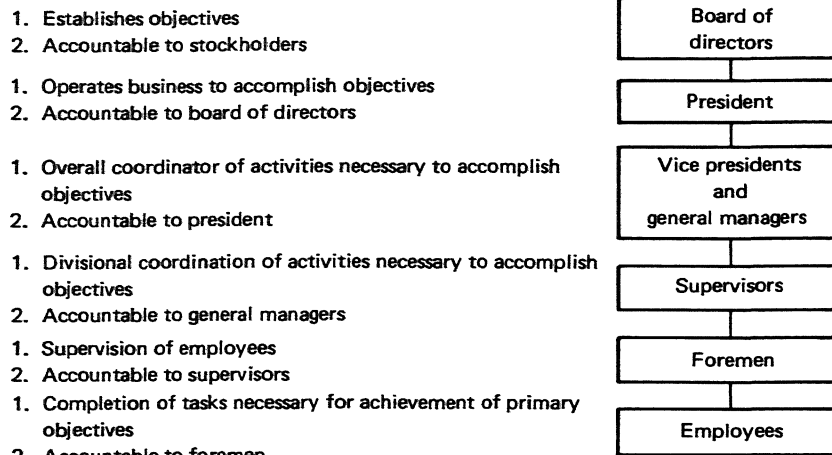 1. Establishes objectives
2. Accountable to stockholders
Board of
directors
1. Operates business to accomplish objectives
2. Accountable to board of directors
President
1. Overall coordinator of activities necessary to accomplish
objectives
2. Accountable to president
Vice presidents
and
general managers
1. Divisional coordination of activities necessary to accomplish
objectives
2. Accountable to general managers
Supervisors
1. Supervision of employees
2. Accountable to supervisors
Foremen
1. Completion of tasks necessary for achievement of primary
objectives
2. Accountable to foremen
Employees